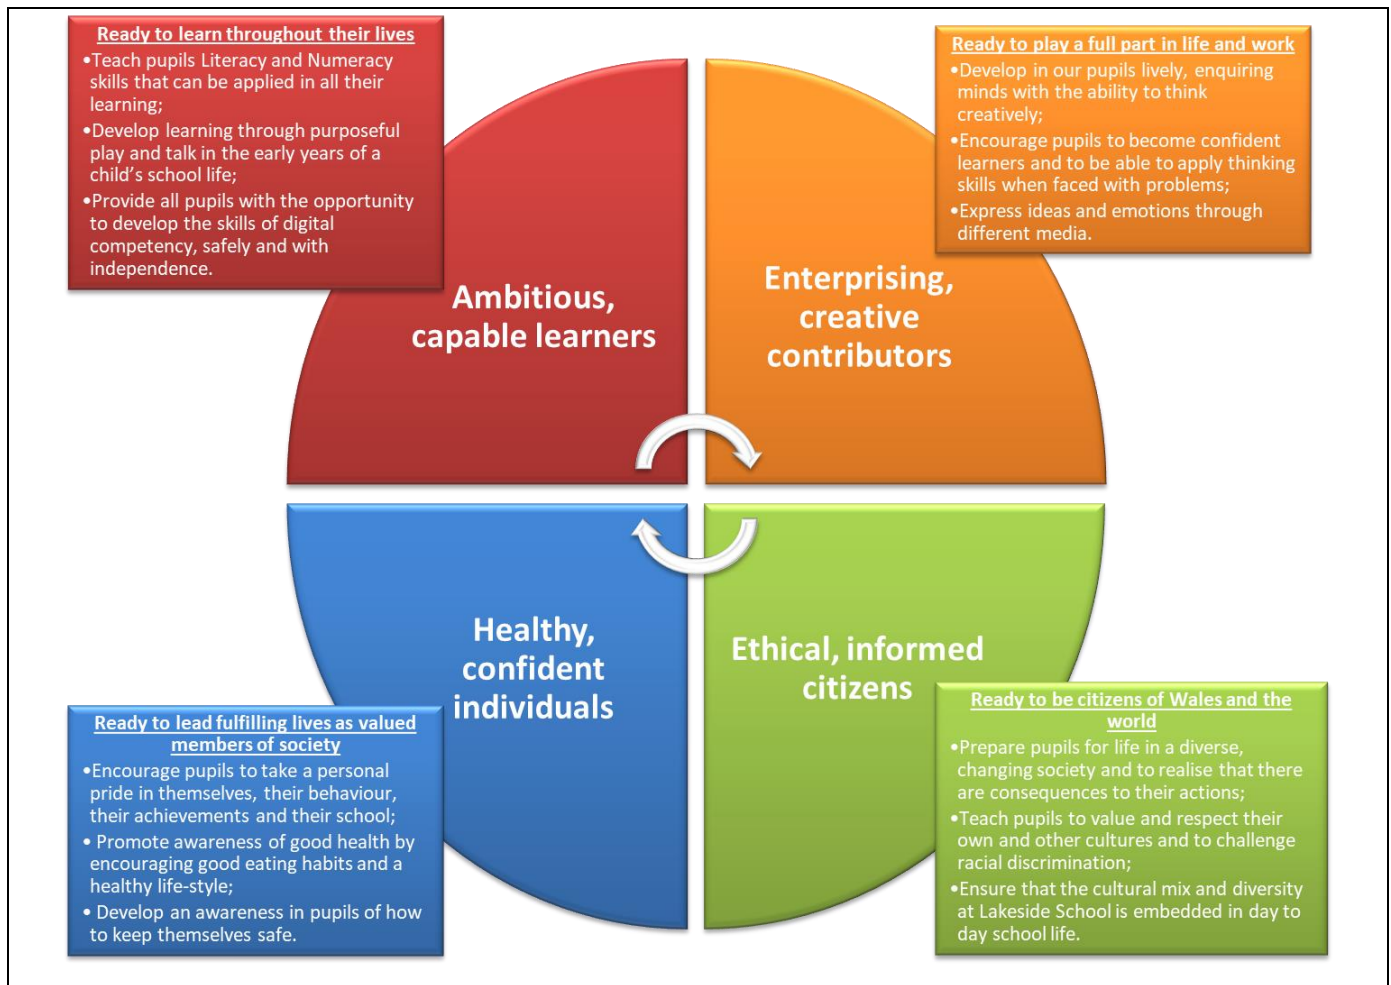 Ready to learn throughout their lives
•Teach pupils Literacy and Numeracy
skills that can be applied in all their
learning;
•Develop learning through purposeful
play and talk in the early years of a
child's school life;
•Provide all pupils with the opportunity
to develop the skills of digital
competency, safely and with
independence.
Ready to play a full part in life and work
•Develop in our pupils lively, enquiring
minds with the ability to think
creatively;
•Encourage pupils to become confident
learners and to be able to apply thinking
skills when faced with problems;
•Express ideas and emotions through
different media.
Ambitious,
capable learners
Enterprising,
creative
contributors
Healthy,
confident
individuals
Ethical, informed
citizens
Ready to lead fulfilling lives as valued
members of society
•Encourage pupils to take a personal
pride in themselves, their behaviour,
their achievements and their school;
• Promote awareness of good health by
encouraging good eating habits and a
healthy life-style;
• Develop an awareness in pupils of how
to keep themselves safe.
Ready to be citizens of Wales and the
world
•Prepare pupils for life in a diverse,
changing society and to realise that there
are consequences to their actions;
•Teach pupils to value and respect their
own and other cultures and to challenge
racial discrimination;
•Ensure that the cultural mix and diversity
at Lakeside School is embedded in day to
day school life.